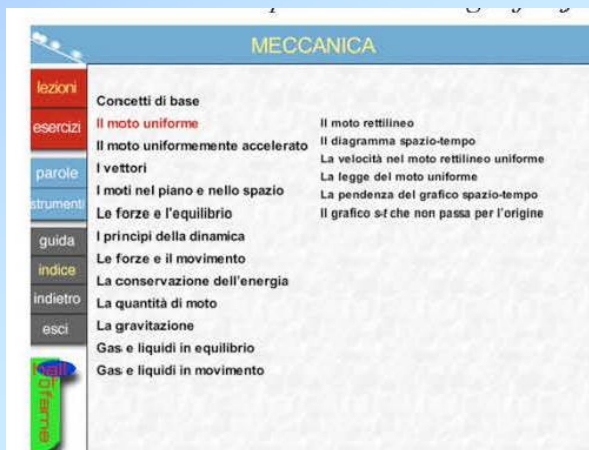 MECCANICA
lezioni
esercizi
parole
strumenti
guida
indice
indietro
esci
Concetti di base
Il moto uniforme
Il moto uniformemente accelerato
I vettori
I moti nel piano e nello spazio
Le forze e l'equilibrio
I principi della dinamica
Le forze e il movimento
La conservazione dell'energia
La quantità di moto
La gravitazione
Gas e liquidi in equilibrio
Gas e liquidi in movimento
Il moto rettilineo
Il diagramma spazio-tempo
La velocità nel moto rettilineo uniforme
La legge del moto uniforme
La pendenza del grafico spazio-tempo
Il grafico s-t che non passa per l'origine
hall
of fame